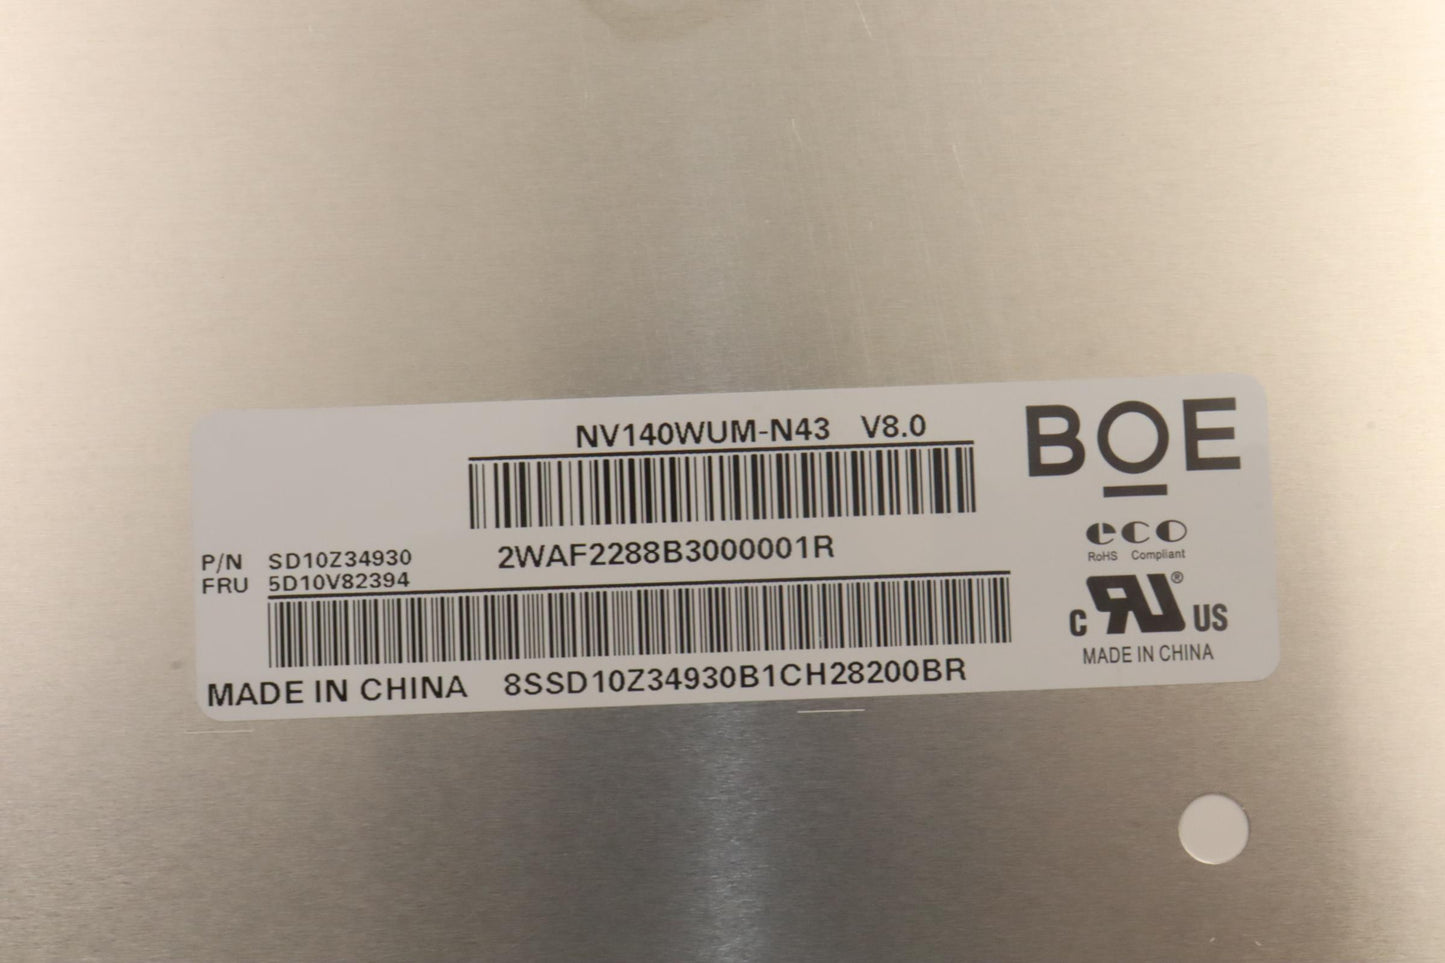 NV140WUM-N43 V8.0
BOE
2WAF2288B3000001R
eco
RoHS Compliant
P/N SD10Z34930
FRU 5D10V82394
C RU ® US
MADE IN CHINA
MADE IN CHINA 8SSD10Z34930B1CH28200BR